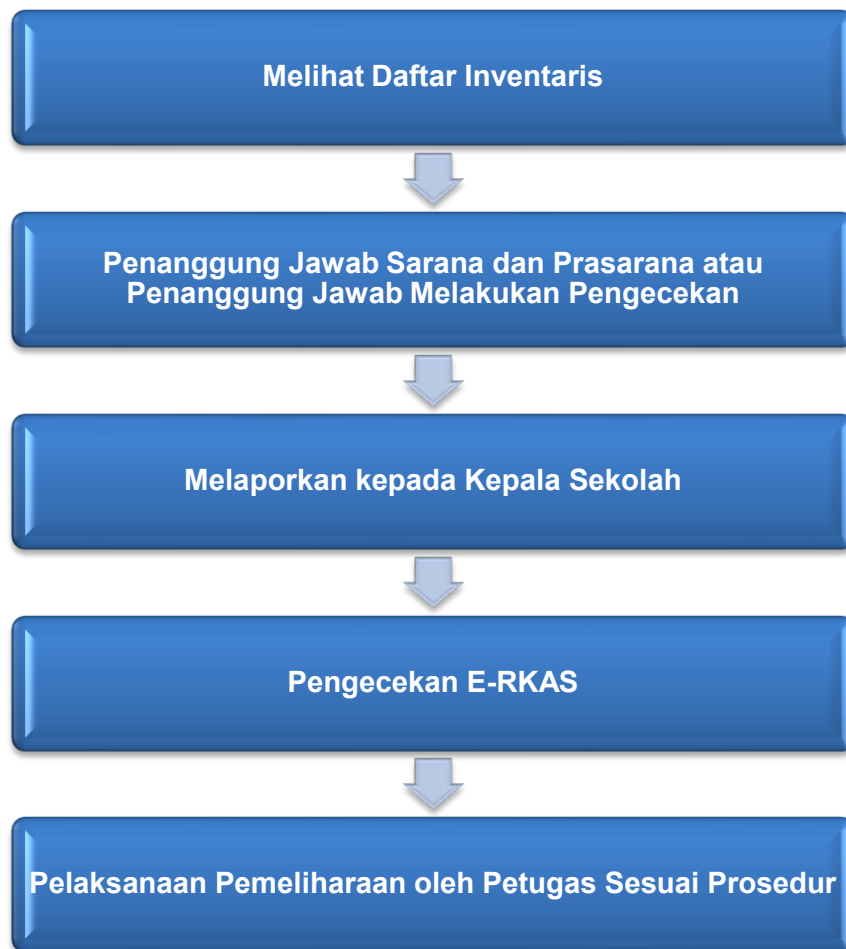 Melihat Daftar Inventaris
Penanggung Jawab Sarana dan Prasarana atau
Penanggung Jawab Melakukan Pengecekan
Melaporkan kepada Kepala Sekolah
Pengecekan E-RKAS
Pelaksanaan Pemeliharaan oleh Petugas Sesuai Prosedur